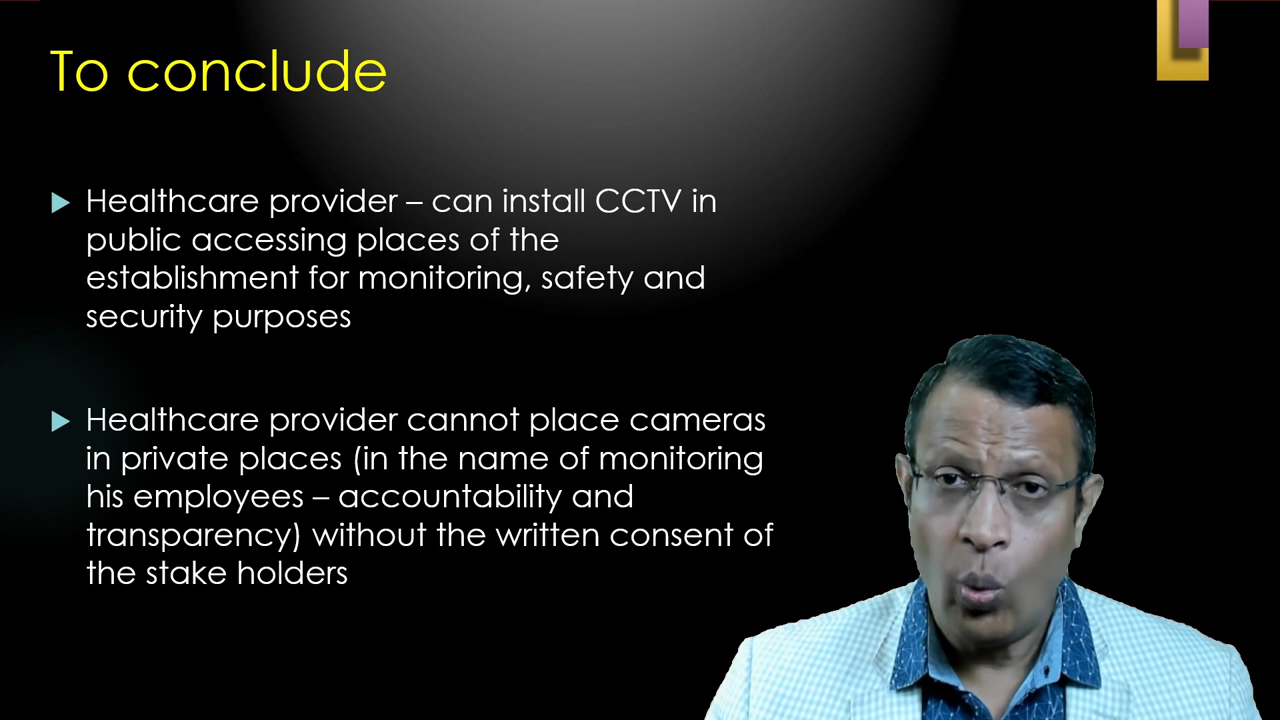 To conclude
Healthcare provider – can install CCTV in
public accessing places of the
establishment for monitoring, safety and
security purposes
Healthcare provider cannot place cameras
in private places (in the name of monitoring
his employees – accountability and
transparency) without the written consent of
the stake holders